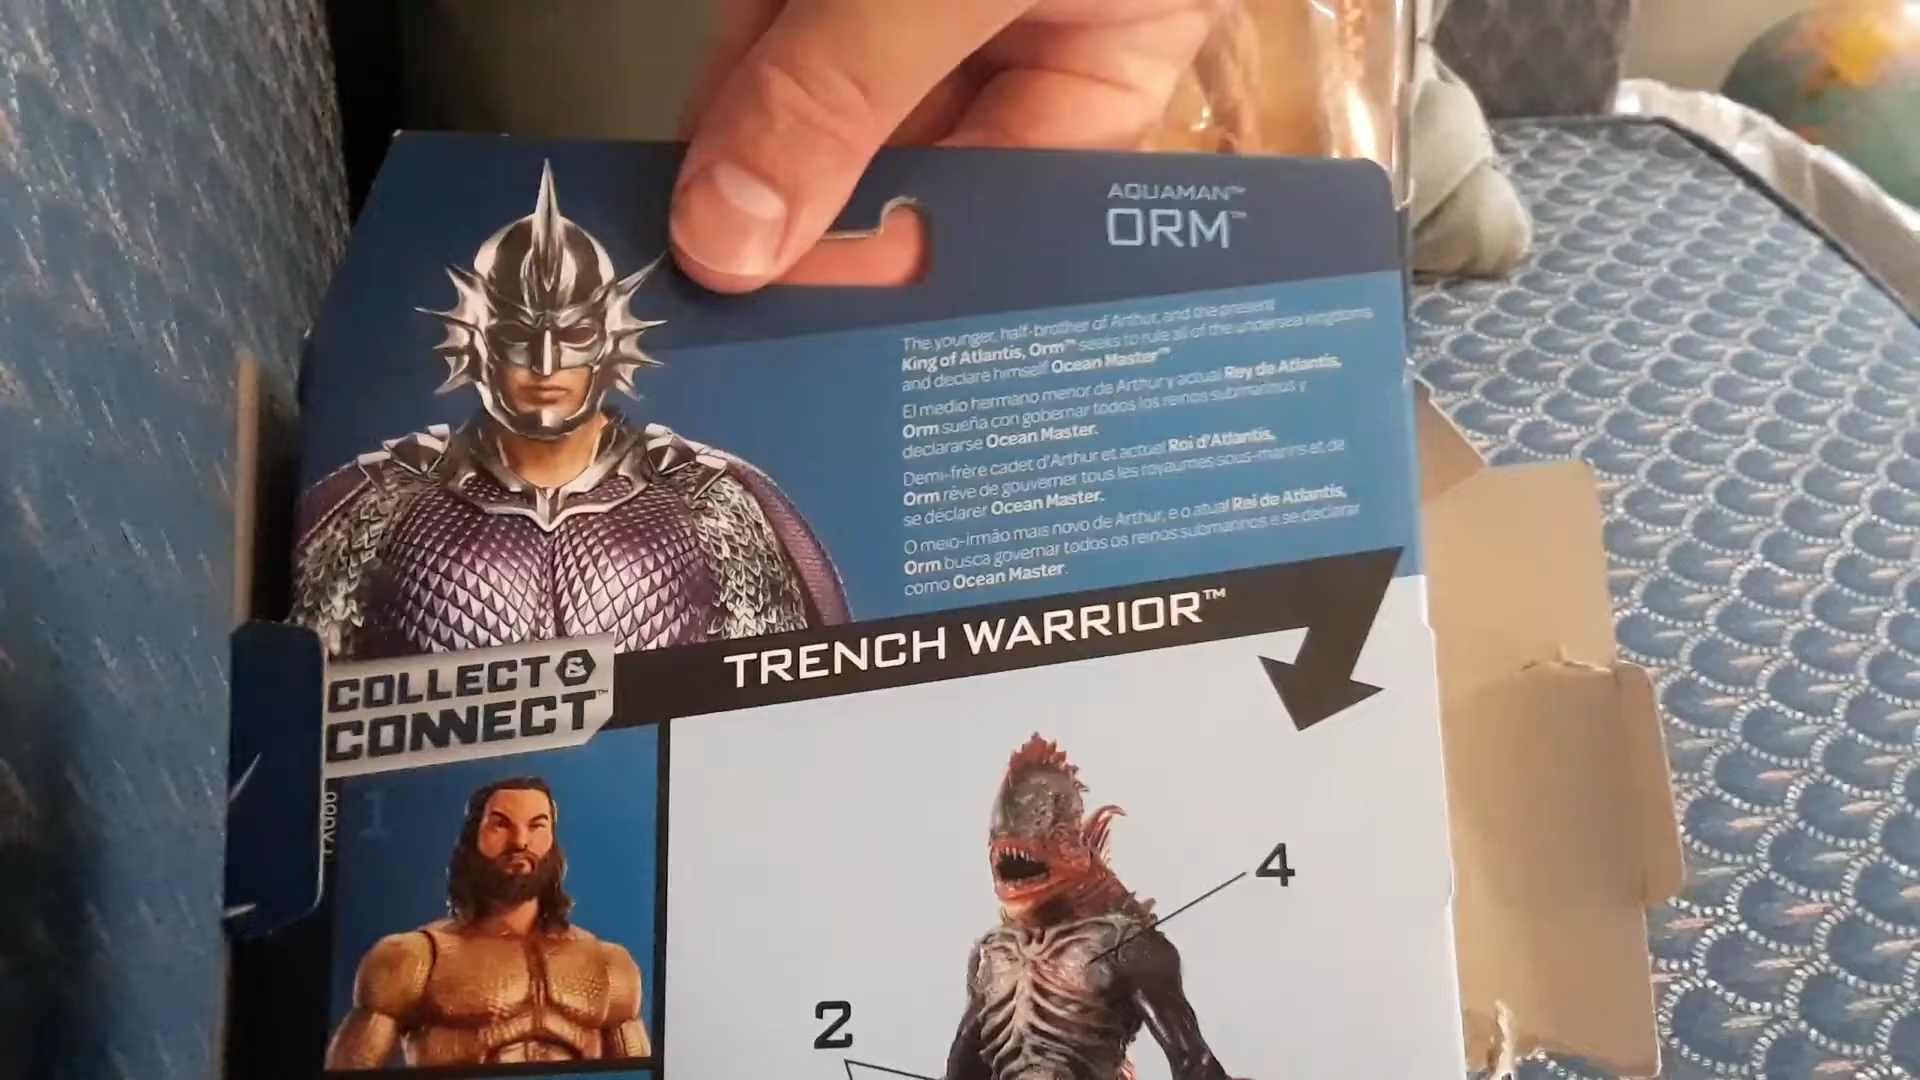 AQUAMAN™
ORM™
The younger, half-brother of Arthur, and the present
King of Atlantis, Orm™ seeks to rule all of the undersea kingdoms
and declare himself Ocean Master™
El medio hermano menor de Arthur y actual Rey de Atlantis,
Orm sueña con gobernar todos los reinos submarinos y
declararse Ocean Master.
Demi-frère cadet d'Arthur et actuel Roi d'Atlantis,
Orm rêve de gouverner tous les royaumes sous-marins et de
se déclarer Ocean Master.
O meio-irmão mais novo de Arthur, e o atual Rei de Atlantis,
Orm busca governar todos os reinos submarinos e se declarar
como Ocean Master.
TRENCH WARRIOR™
COLLECT &
CONNECT™
1
4
2